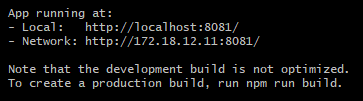 App running at:
- Local:   http://localhost:8081/
- Network: http://172.18.12.11:8081/
Note that the development build is not optimized.
To create a production build, run npm run build.